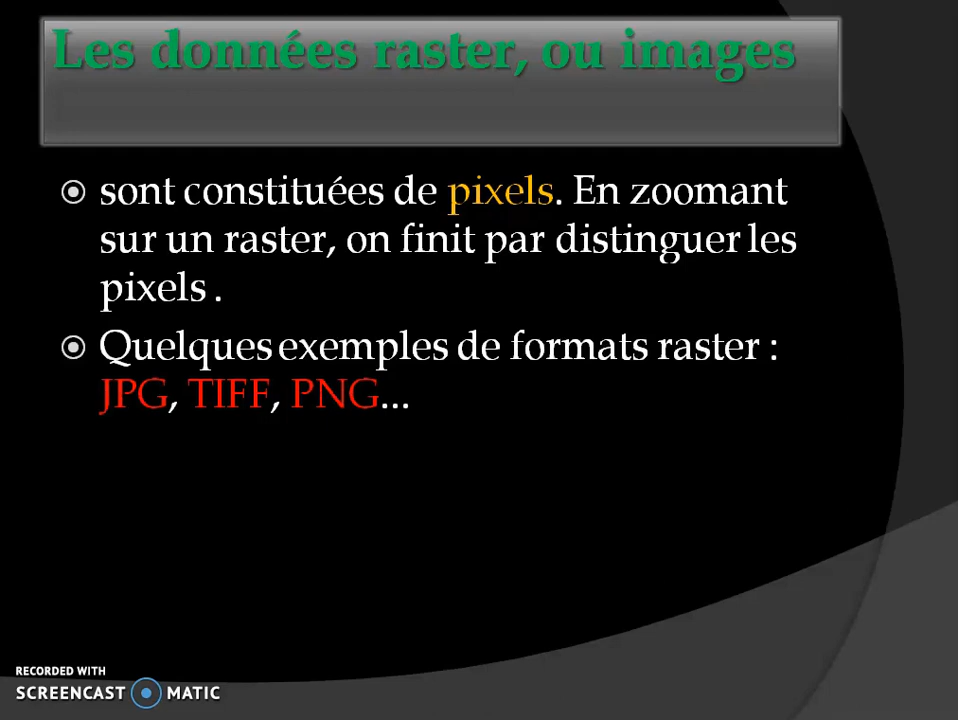 Les données raster, ou images
sont constituées de pixels. En zoomant
sur un raster, on finit par distinguer les
pixels .
Quelques exemples de formats raster :
JPG, TIFF, PNG...
RECORDED WITH
SCREENCAST MATIC